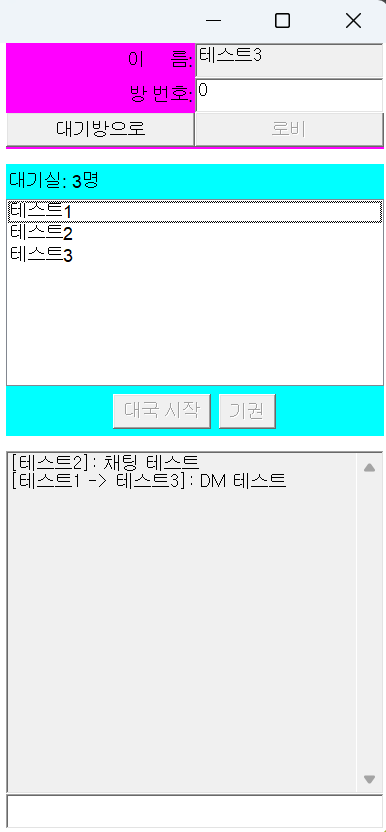 이 름: 테스트3
방 번호: 0
대기방으로 로비
대기실: 3명
테스트1
테스트2
테스트3
대국 시작 기권
[테스트2] : 채팅 테스트
[테스트1 -> 테스트3] : DM 테스트